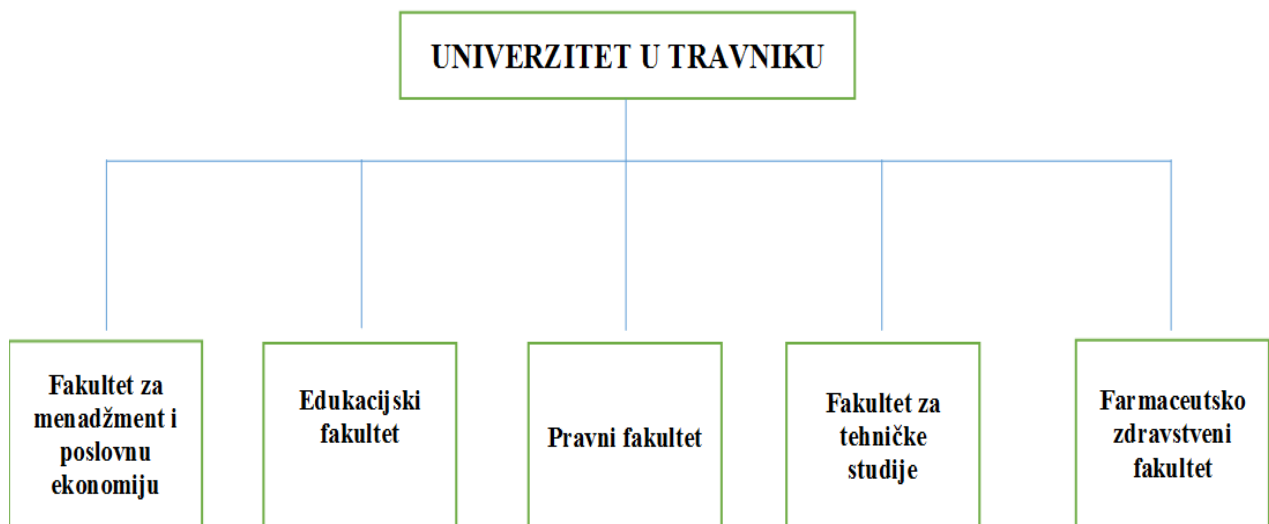 UNIVERZITET U TRAVNIKU
Fakultet za
menadžment i
poslovnu
ekonomiju
Edukacijski
fakultet
Pravni fakultet
Fakultet za
tehničke
studije
Farmaceutsko
zdravstveni
fakultet